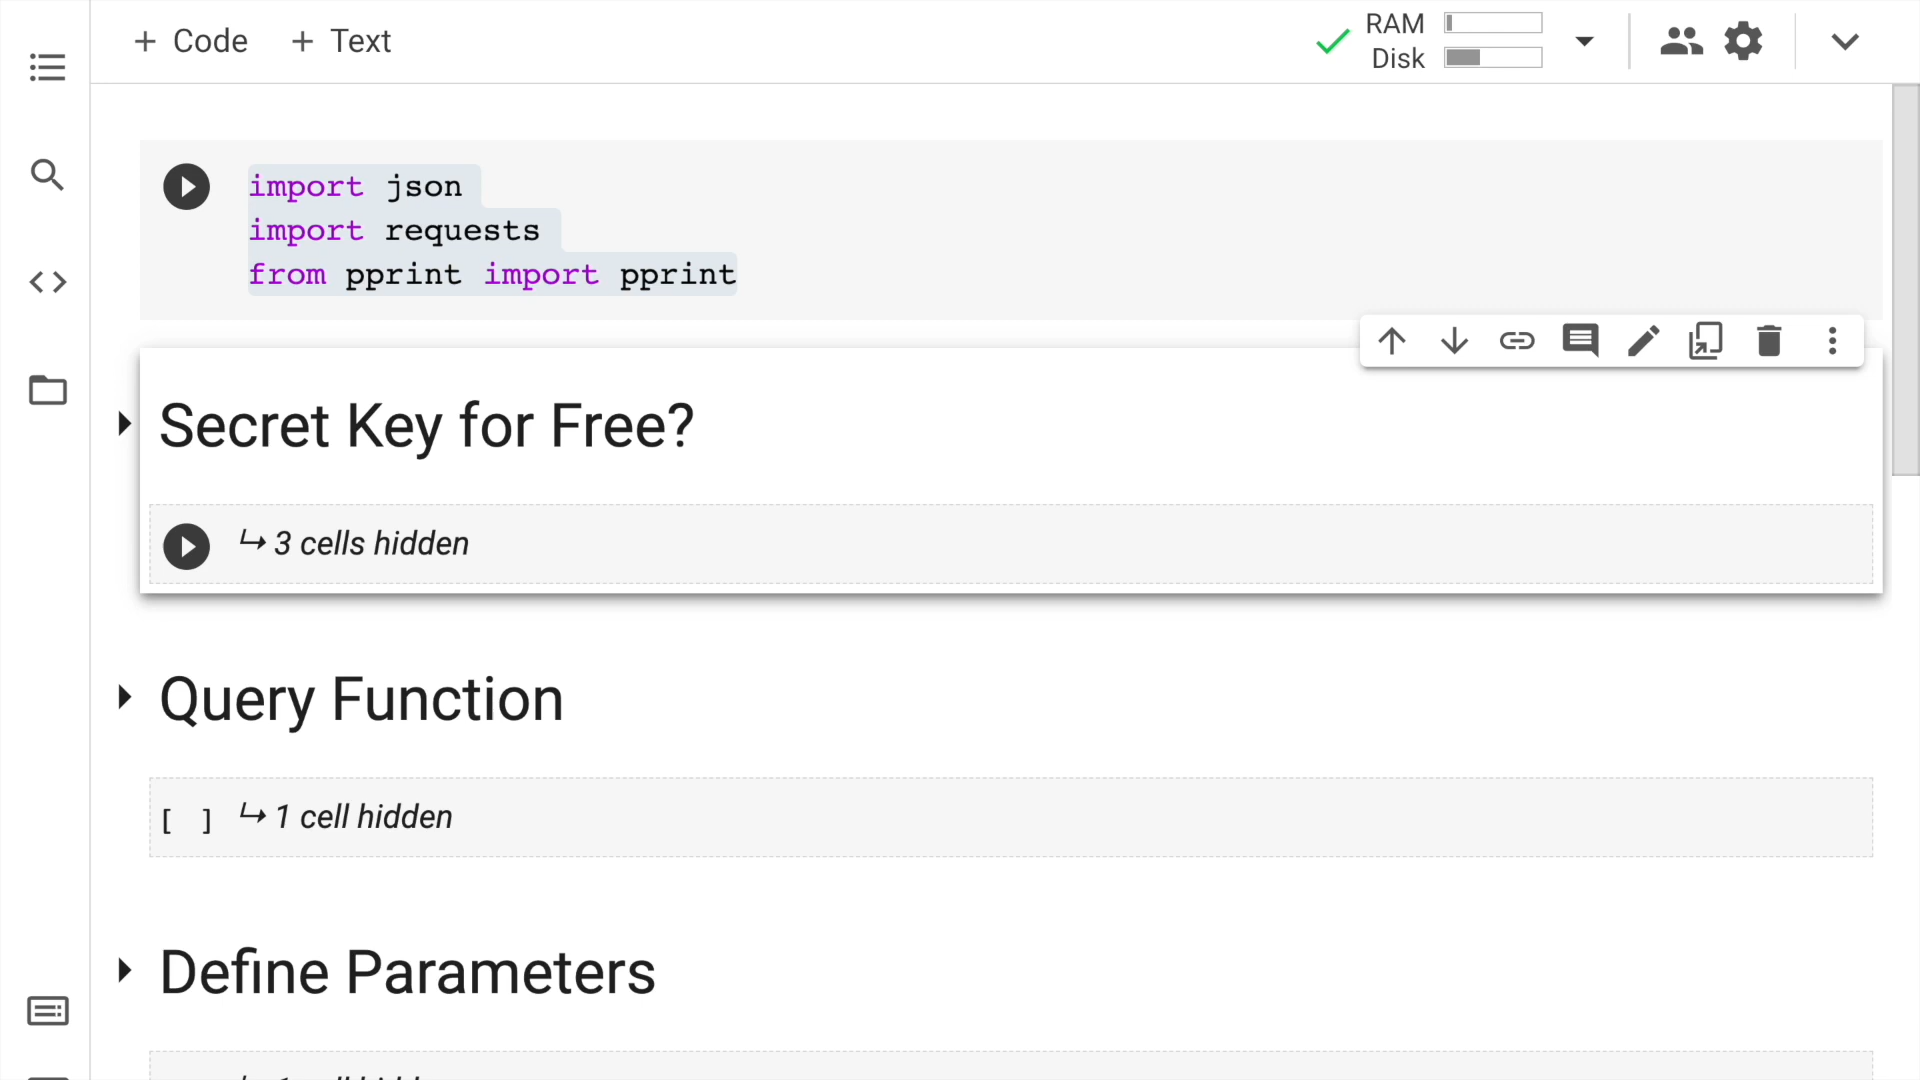 + Code + Text
RAM
Disk
import json
import requests
from pprint import pprint
Secret Key for Free?
3 cells hidden
Query Function
[ ] 1 cell hidden
Define Parameters